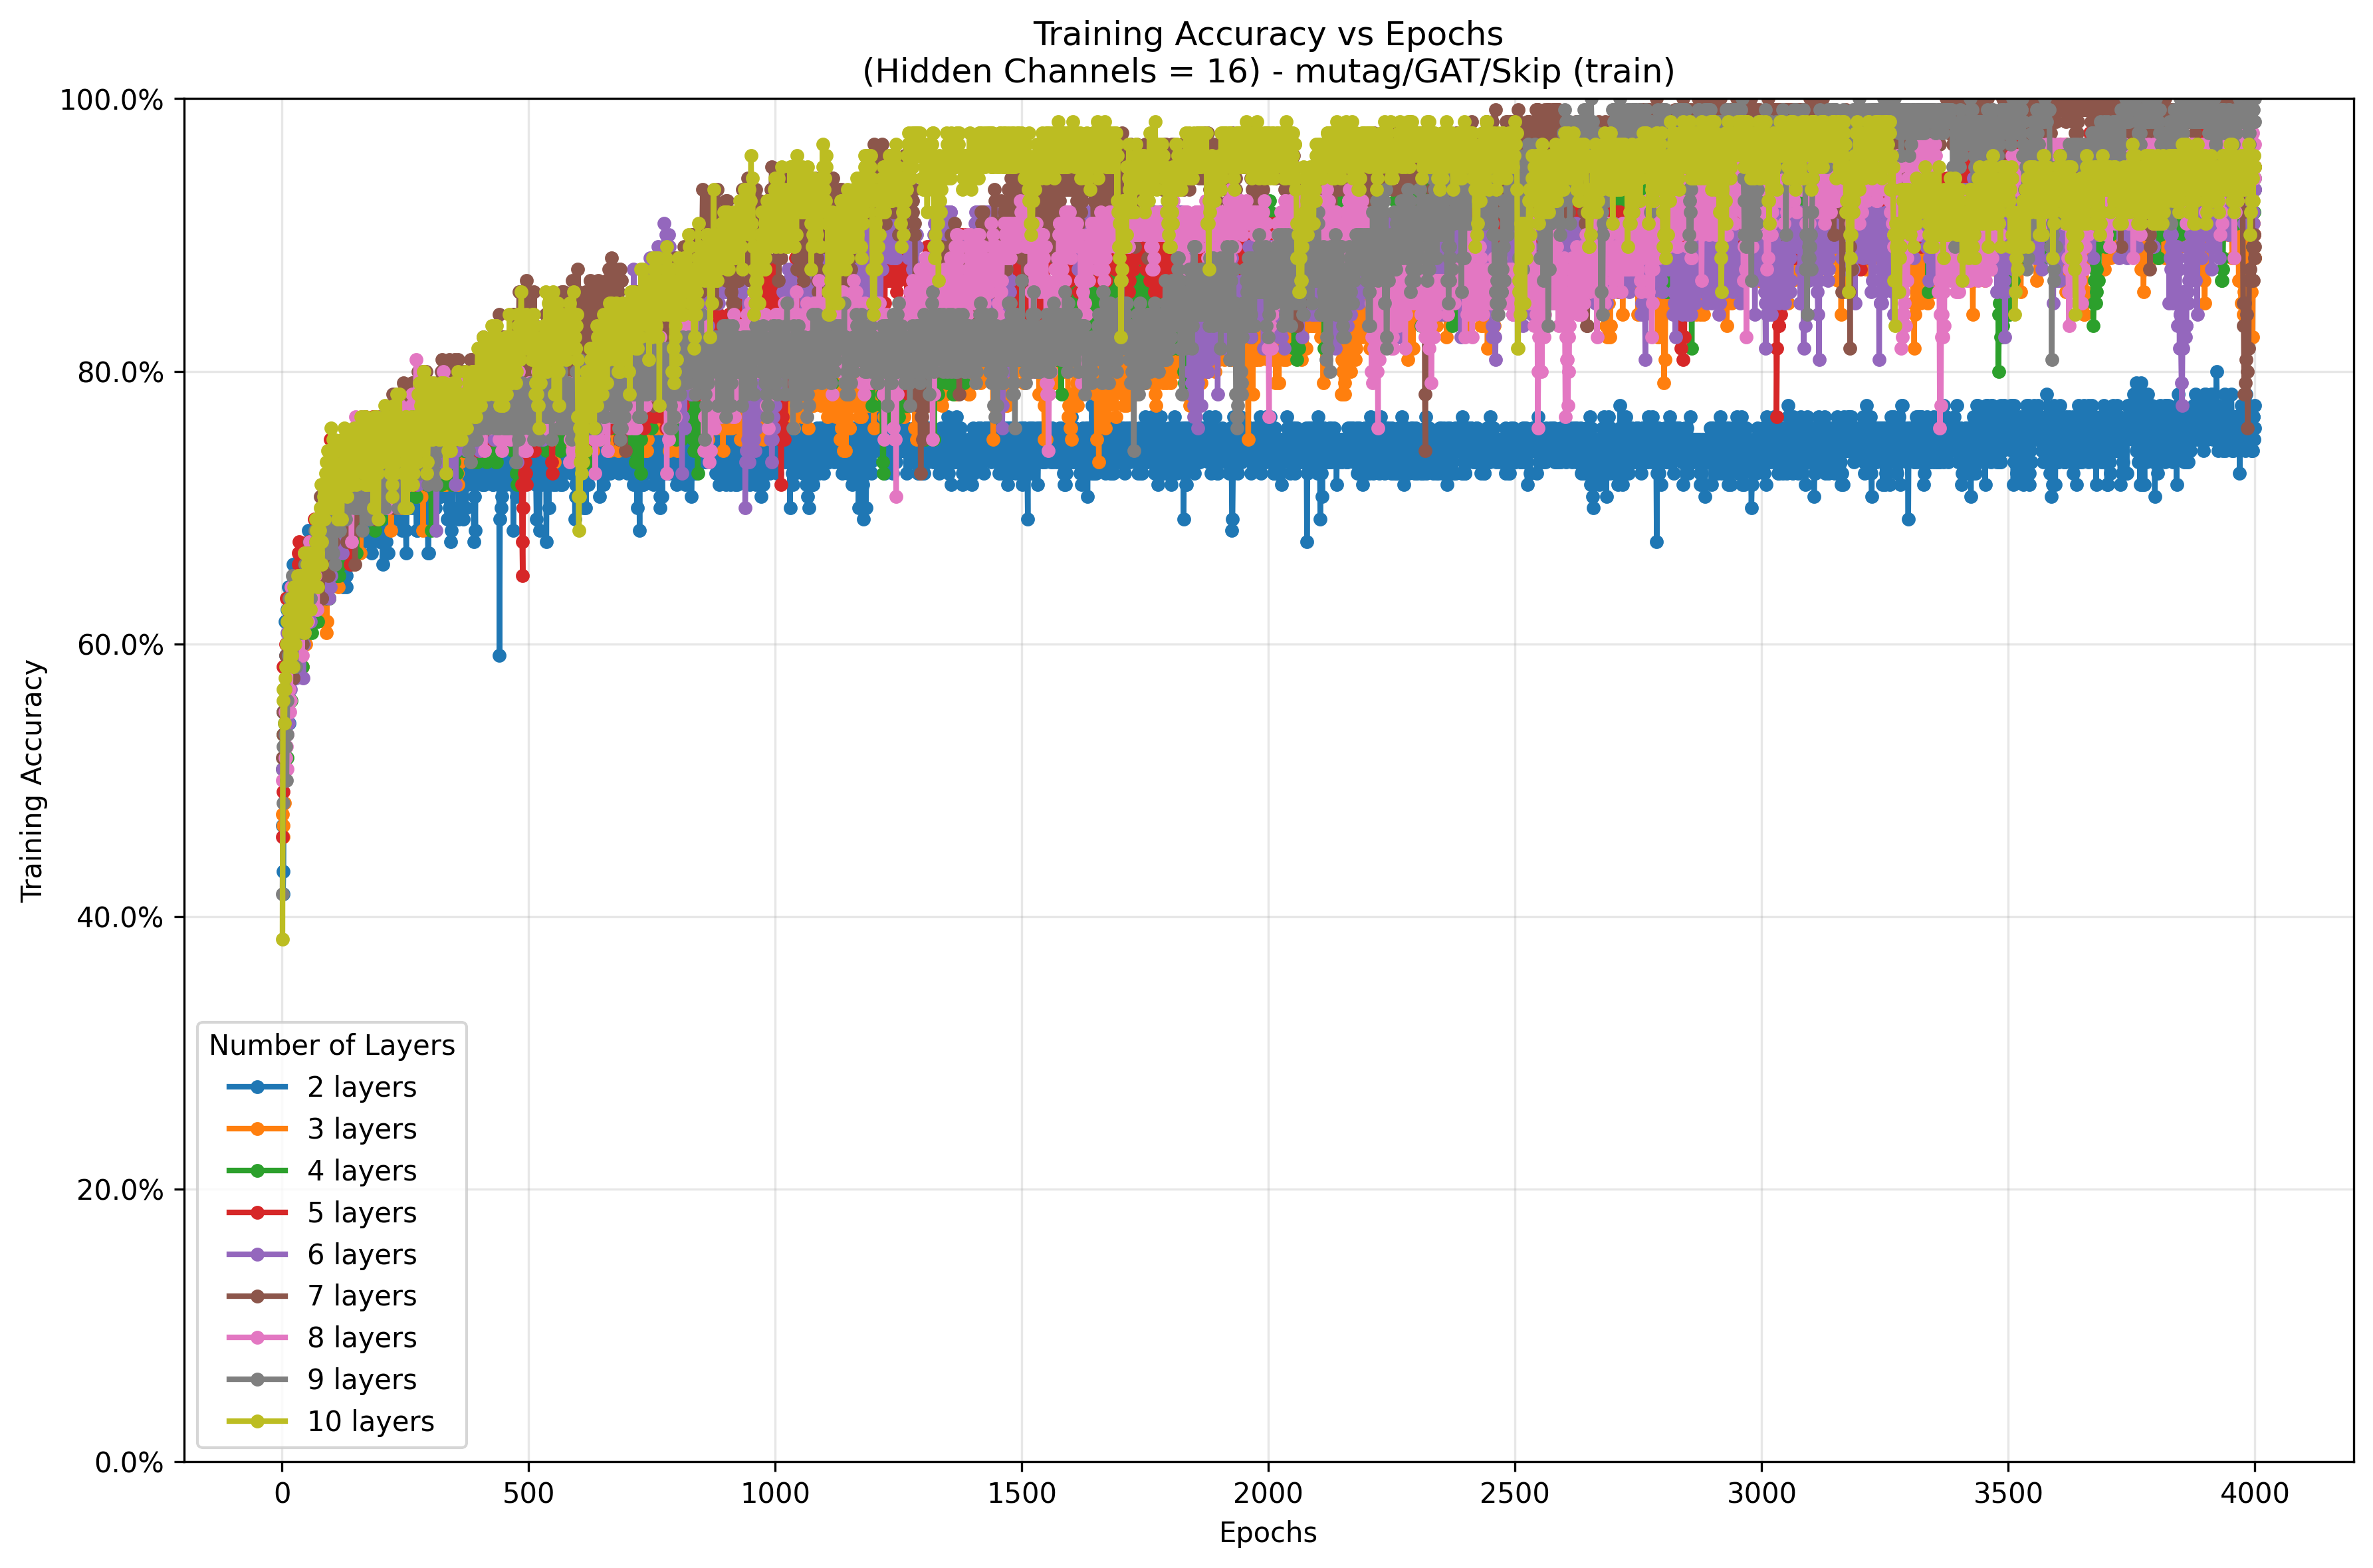 Training Accuracy vs Epochs
(Hidden Channels = 16) - mutag/GAT/Skip (train)
100.0%
80.0%
60.0%
40.0%
20.0%
0.0%
Training Accuracy
Number of Layers
2 layers
3 layers
4 layers
5 layers
6 layers
7 layers
8 layers
9 layers
10 layers
0 500 1000 1500 2000 2500 3000 3500 4000
Epochs